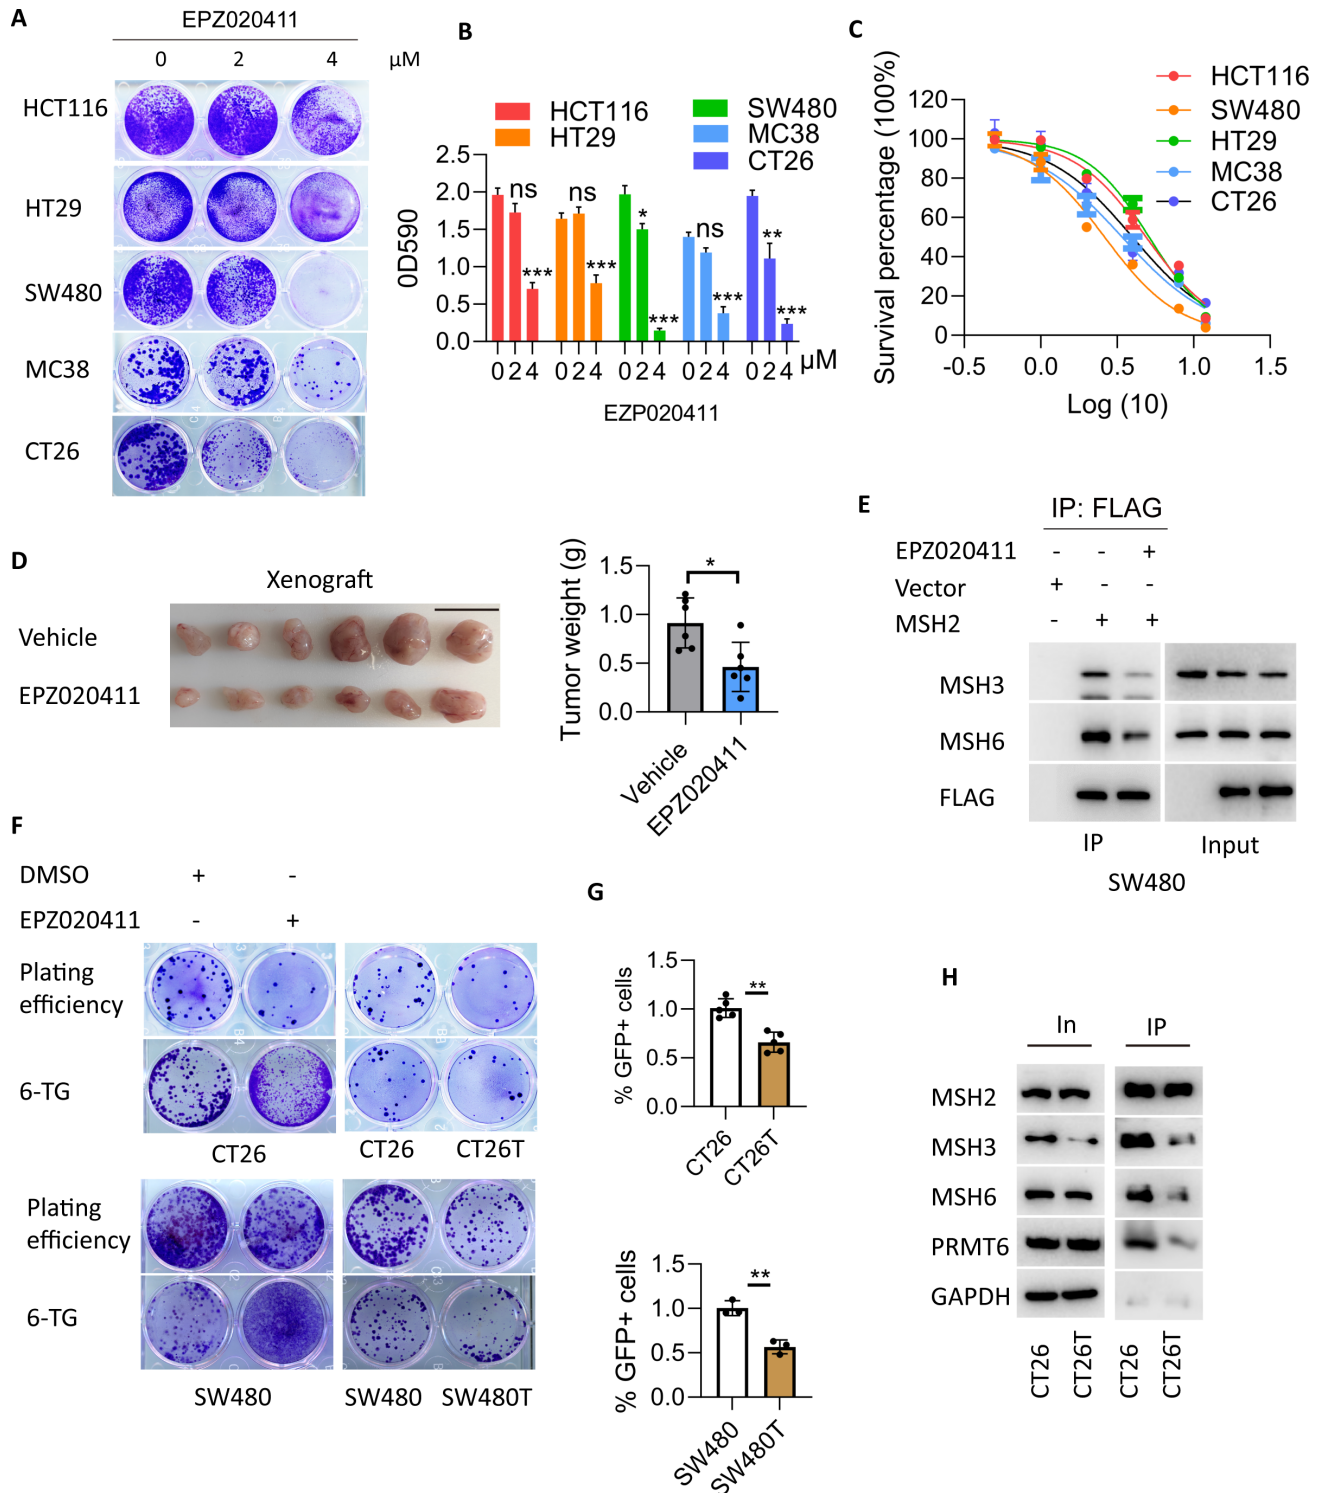 A
EPZ020411
0 2 4 μM
HCT116
HT29
SW480
MC38
CT26
B
HCT116
HT29
SW480
MC38
CT26
0D590
2.5
2.0
1.5
1.0
0.5
0.0
ns
***
ns
***
*
***
ns
***
**
***
0 2 4 0 2 4 0 2 4 0 2 4 0 2 4 μM
EZP020411
C
HCT116
SW480
HT29
MC38
CT26
Survival percentage (100%)
120
100
80
60
40
20
0
-0.5 0.0 0.5 1.0 1.5
Log (10)
D
Xenograft
Vehicle
EPZ020411
Tumor weight (g)
1.5
1.0
0.5
0.0
*
Vehicle
EPZ020411
E
IP: FLAG
EPZ020411 - - +
Vector + - -
MSH2 - + +
MSH3
MSH6
FLAG
IP Input
SW480
F
DMSO + -
EPZ020411 - +
Plating
efficiency
6-TG
CT26 CT26 CT26T
Plating
efficiency
6-TG
SW480 SW480 SW480T
G
% GFP+ cells
1.5
1.0
0.5
0.0
**
CT26
CT26T
% GFP+ cells
1.5
1.0
0.5
0.0
**
SW480
SW480T
H
In IP
MSH2
MSH3
MSH6
PRMT6
GAPDH
CT26
CT26T
CT26
CT26T